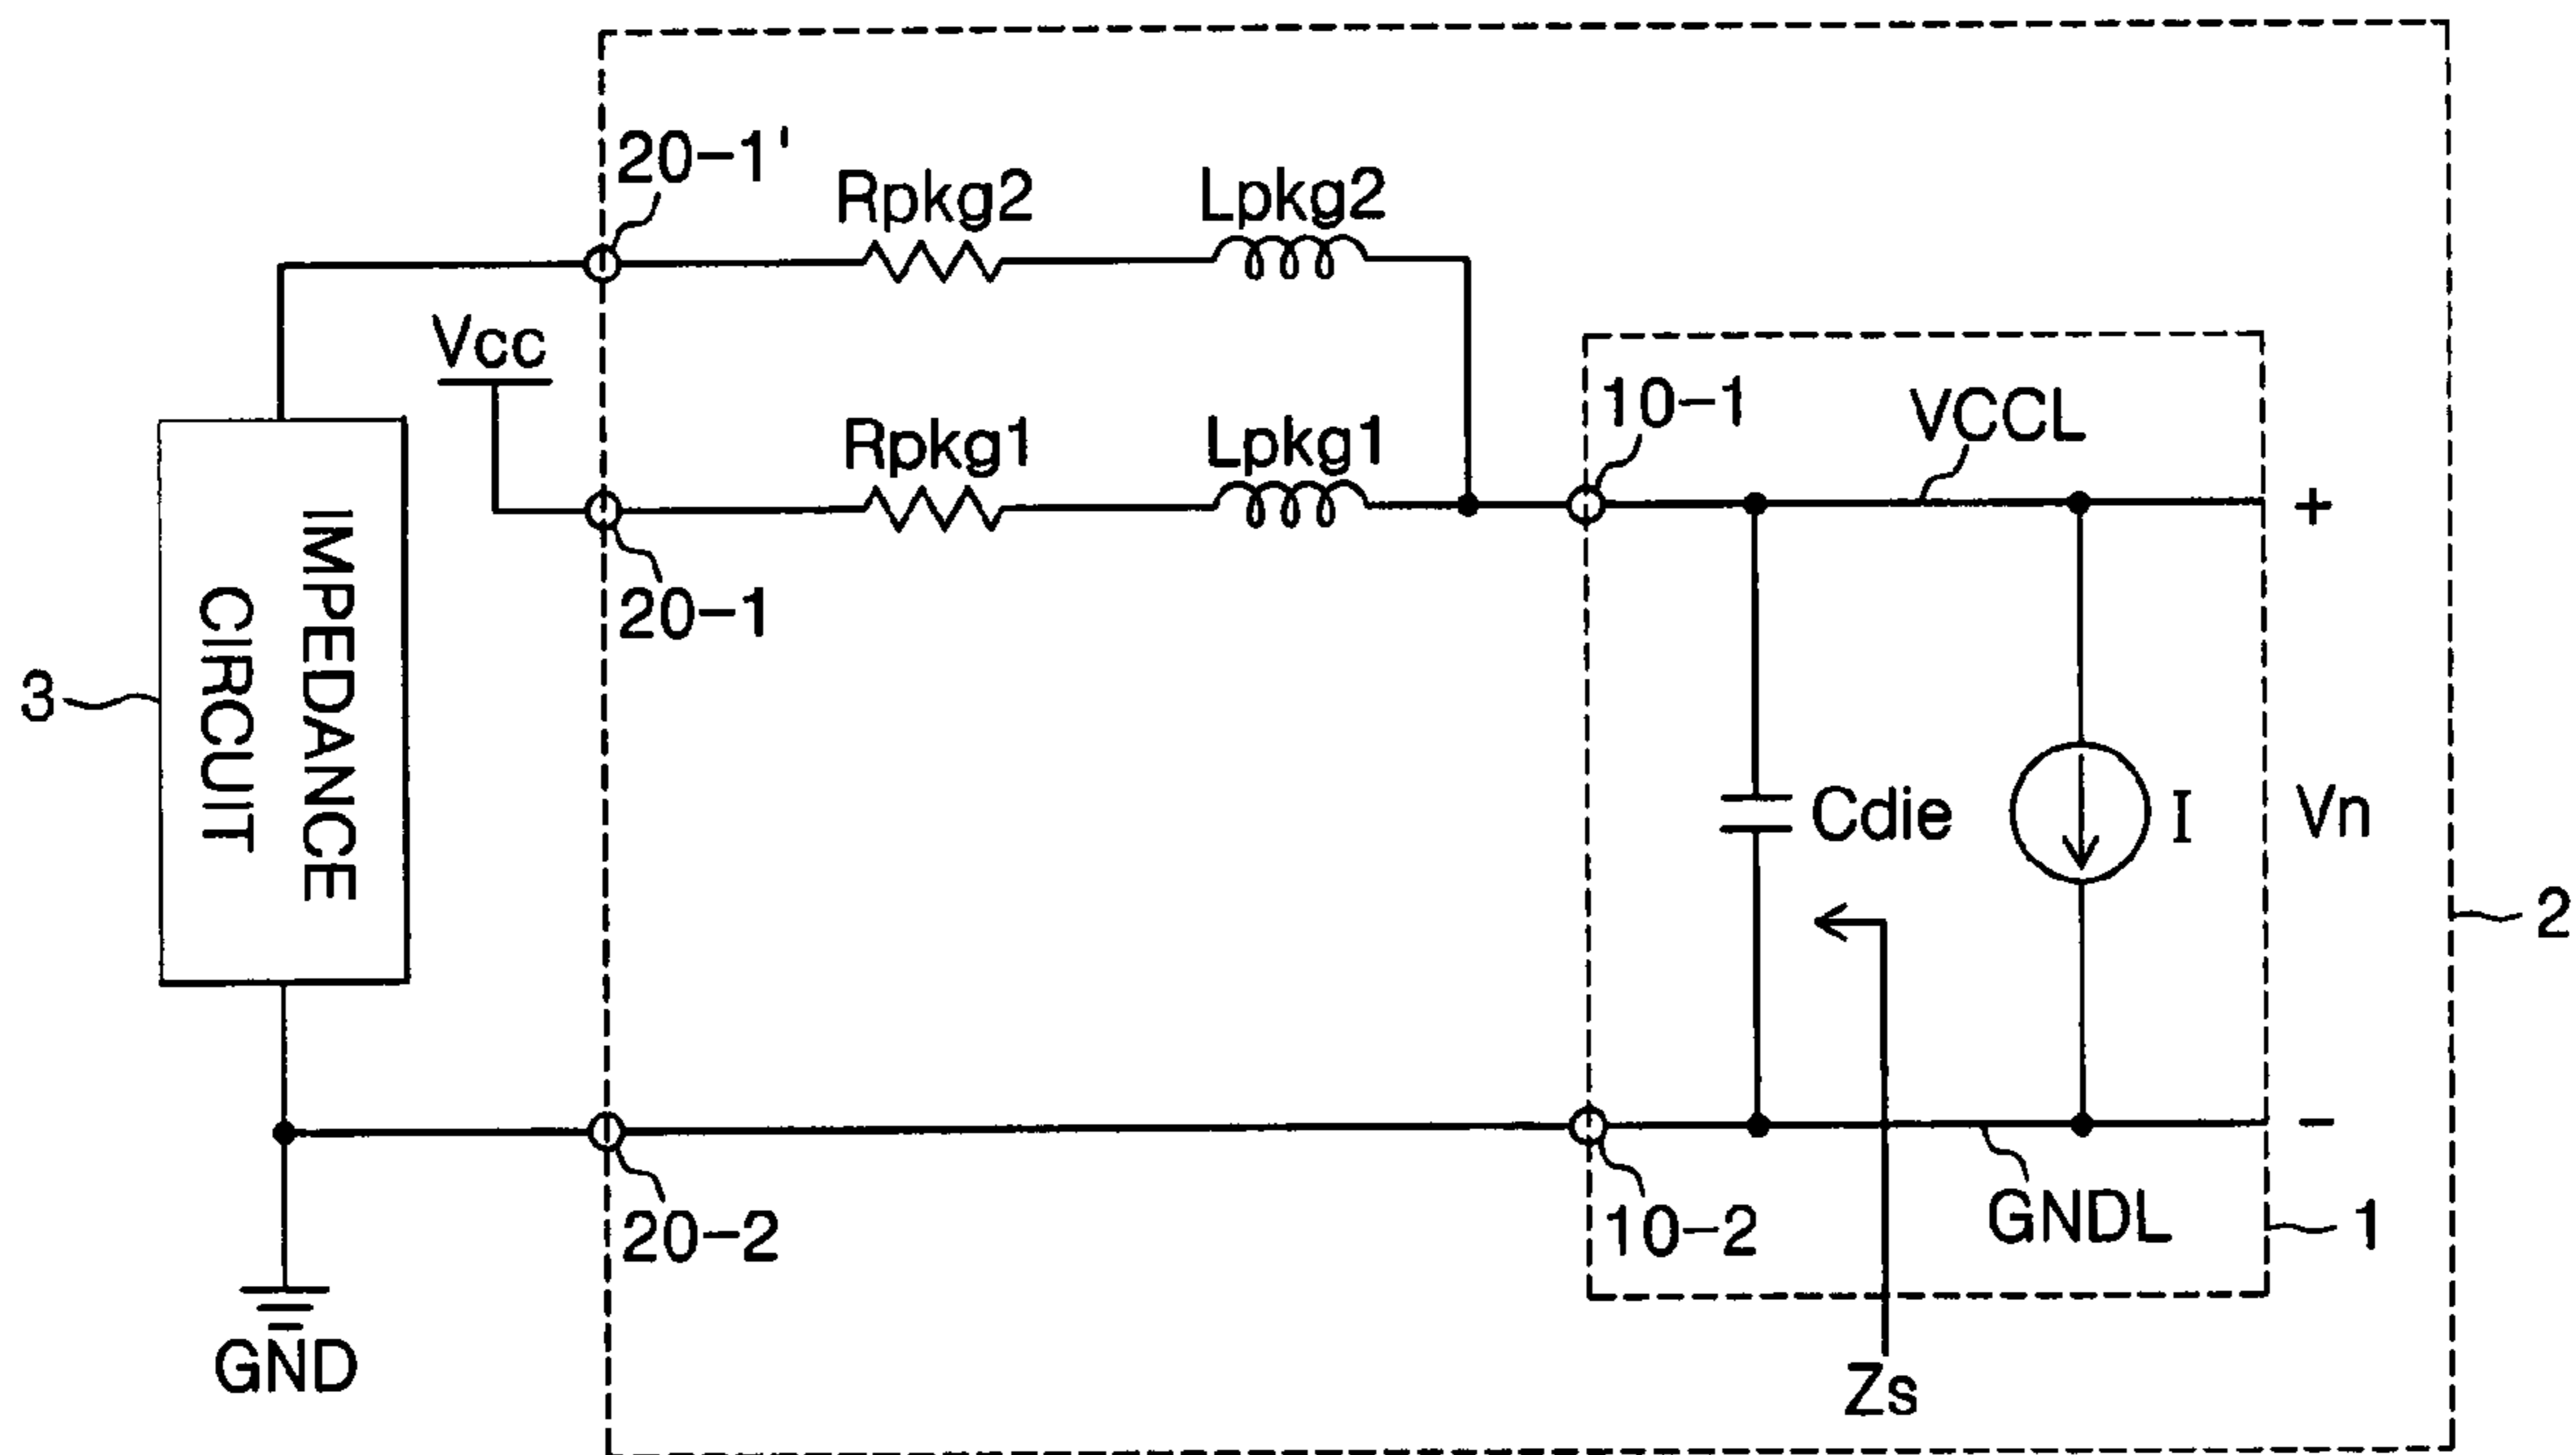 20-1'
Rpkg2
Lpkg2
Vcc
Rpkg1
Lpkg1
10-1
VCCL
+
20-1
IMPEDANCE
CIRCUIT
3
Cdie
I
Vn
2
20-2
10-2
GNDL
-
1
GND
Zs